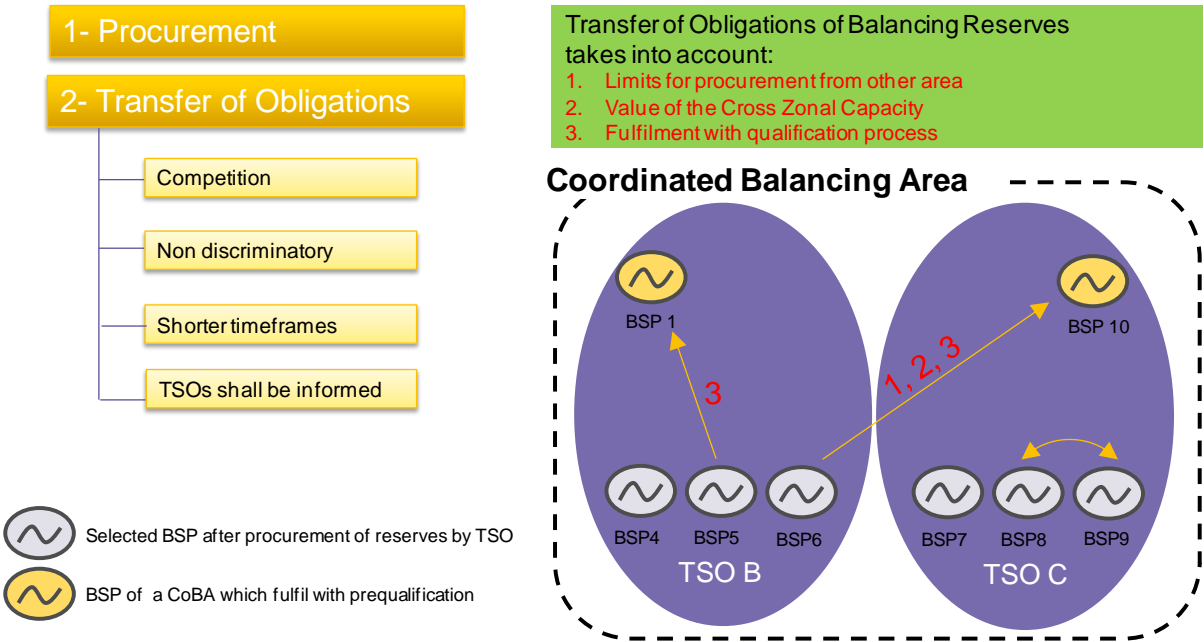 1- Procurement
2- Transfer of Obligations
Competition
Non discriminatory
Shorter timeframes
TSOs shall be informed
Selected BSP after procurement of reserves by TSO
BSP of a CoBA which fulfil with prequalification
Transfer of Obligations of Balancing Reserves
takes into account:
1. Limits for procurement from other area
2. Value of the Cross Zonal Capacity
3. Fulfilment with qualification process
Coordinated Balancing Area
BSP 1
BSP 10
3
1, 2, 3
BSP4 BSP5 BSP6
TSO B
BSP7 BSP8 BSP9
TSO C